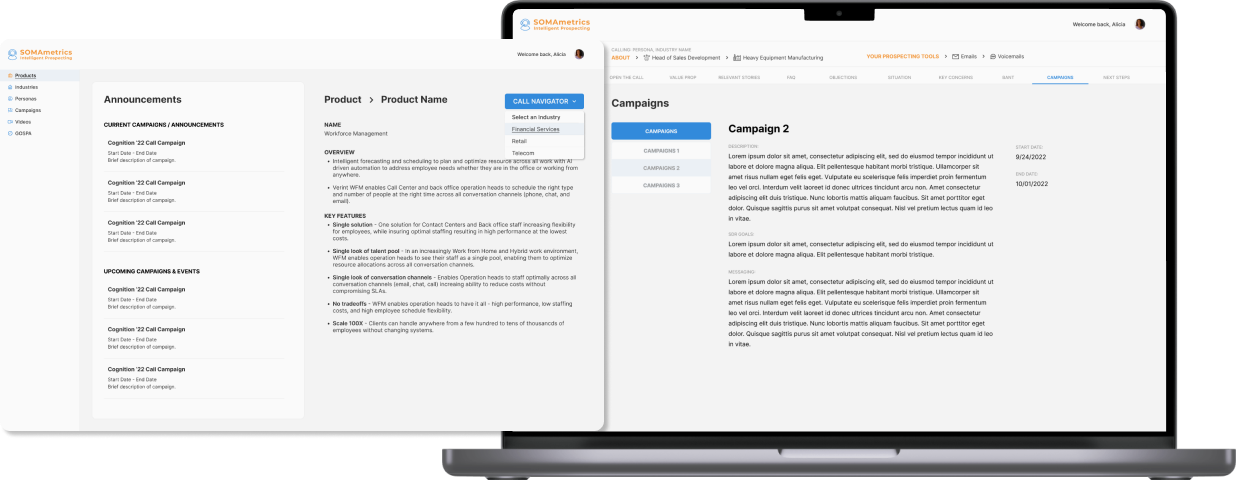 SOMAmetrics
Intelligent Prospecting
Welcome back, Alicia
Products
Industries
Personas
Campaigns
Videos
GOSPA
Announcements
CURRENT CAMPAIGNS / ANNOUNCEMENTS
Cognition '22 Call Campaign
Start Date - End Date
Brief description of campaign.
Cognition '22 Call Campaign
Start Date - End Date
Brief description of campaign.
Cognition '22 Call Campaign
Start Date - End Date
Brief description of campaign.
UPCOMING CAMPAIGNS & EVENTS
Cognition '22 Call Campaign
Start Date - End Date
Brief description of campaign.
Cognition '22 Call Campaign
Start Date - End Date
Brief description of campaign.
Cognition '22 Call Campaign
Start Date - End Date
Brief description of campaign.
Product > Product Name
CALL NAVIGATOR
Select an Industry
Financial Services
Retail
Telecom
NAME
Workforce Management
OVERVIEW
• Intelligent forecasting and scheduling to plan and optimize resource across all work with AI
driven automation to address employee needs whether they are in the office or working from
anywhere.
• Verint WFM enables Call Center and back office operation heads to schedule the right type
and number of people at the right time across all conversation channels (phone, chat, and
email).
KEY FEATURES
• Single solution - One solution for Contact Centers and Back office staff increasing flexibility
for employees, while insuring optimal staffing resulting in high performance at the lowest
costs.
• Single look of talent pool - In an increasingly Work from Home and Hybrid work environment,
WFM enables operation heads to see their staff as a single pool, enabling them to optimize
resource allocations across all conversation channels.
• Single look of conversation channels - Enables Operation heads to staff optimally across all
conversation channels (email, chat, call) increasing ability to reduce costs without
compromising SLAs.
• No tradeoffs - WFM enables operation heads to have it all - high performance, low staffing
costs, and high employee schedule flexibility.
• Scale 100X - Clients can handle anywhere from a few hundred to tens of thousancds of
employees without changing systems.
SOMAmetrics
Intelligent Prospecting
Welcome back, Alicia
CALLING: PERSONA, INDUSTRY NAME
ABOUT > Head of Sales Development > Heavy Equipment Manufacturing
YOUR PROSPECTING TOOLS > Emails > Voicemails
OPEN THE CALL VALUE PROP RELEVANT STORIES FAQ OBJECTIONS SITUATION KEY CONCERNS BANT CAMPAIGNS NEXT STEPS
Campaigns
CAMPAIGNS
CAMPAIGNS 1
CAMPAIGNS 2
CAMPAIGNS 3
Campaign 2
DESCRIPTION:
Lorem ipsum dolor sit amet, consectetur adipiscing elit, sed do eiusmod tempor incididunt ut
labore et dolore magna aliqua. Elit pellentesque habitant morbi tristique. Ullamcorper sit
amet risus nullam eget felis eget. Vulputate eu scelerisque felis imperdiet proin fermentum
leo vel orci. Interdum velit laoreet id donec ultrices tincidunt arcu non. Amet consectetur
adipiscing elit duis tristique. Nunc lobortis mattis aliquam faucibus. Sit amet porttitor eget
dolor. Quisque sagittis purus sit amet volutpat consequat. Nisl vel pretium lectus quam id leo
in vitae.
START DATE:
9/24/2022
END DATE:
10/01/2022
SDR GOALS:
Lorem ipsum dolor sit amet, consectetur adipiscing elit, sed do eiusmod tempor incididunt ut
labore et dolore magna aliqua. Elit pellentesque habitant morbi tristique.
MESSAGING:
Lorem ipsum dolor sit amet, consectetur adipiscing elit, sed do eiusmod tempor incididunt ut
labore et dolore magna aliqua. Elit pellentesque habitant morbi tristique. Ullamcorper sit
amet risus nullam eget felis eget. Vulputate eu scelerisque felis imperdiet proin fermentum
leo vel orci. Interdum velit laoreet id donec ultrices tincidunt arcu non. Amet consectetur
adipiscing elit duis tristique. Nunc lobortis mattis aliquam faucibus. Sit amet porttitor eget
dolor. Quisque sagittis purus sit amet volutpat consequat. Nisl vel pretium lectus quam id leo
in vitae.